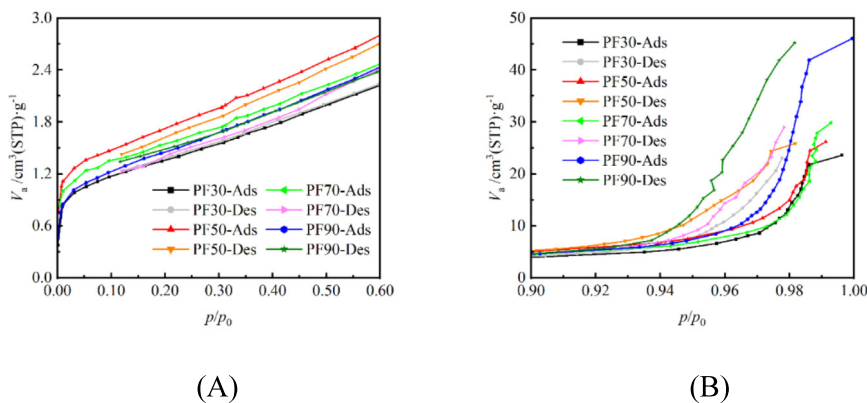 3.0
2.4
1.8
1.2
0.6
0.0
Va/cm³(STP)·g⁻¹
PF30-Ads PF70-Ads
PF30-Des PF70-Des
PF50-Ads PF90-Ads
PF50-Des PF90-Des
0.00 0.10 0.20 0.30 0.40 0.50 0.60
p/p₀
(A)
50
40
30
20
10
0
Va/cm³(STP)·g⁻¹
PF30-Ads
PF30-Des
PF50-Ads
PF50-Des
PF70-Ads
PF70-Des
PF90-Ads
PF90-Des
0.90 0.92 0.94 0.96 0.98 1.00
p/p₀
(B)